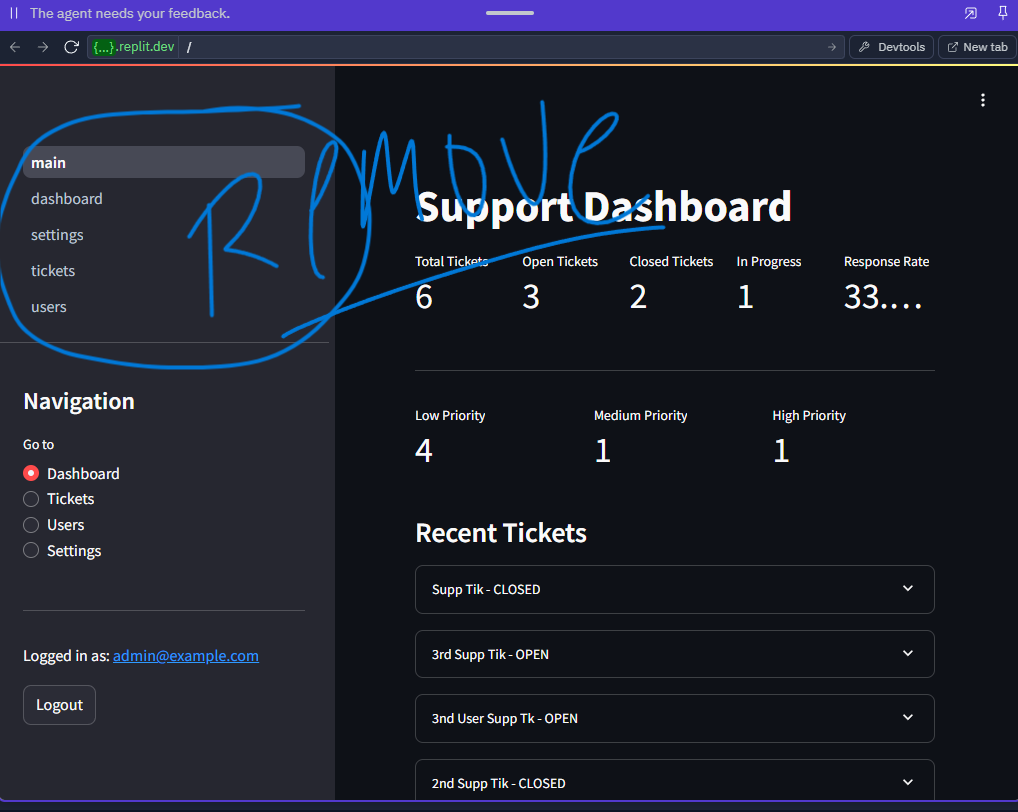 The agent needs your feedback.
{...}.replit.dev /
Devtools
New tab
main
dashboard
settings
tickets
users
Remove
Navigation
Go to
Dashboard
Tickets
Users
Settings
Logged in as: admin@example.com
Logout
Support Dashboard
Total Tickets Open Tickets Closed Tickets In Progress Response Rate
6 3 2 1 33....
Low Priority Medium Priority High Priority
4 1 1
Recent Tickets
Supp Tik - CLOSED
3rd Supp Tik - OPEN
3nd User Supp Tk - OPEN
2nd Supp Tik - CLOSED